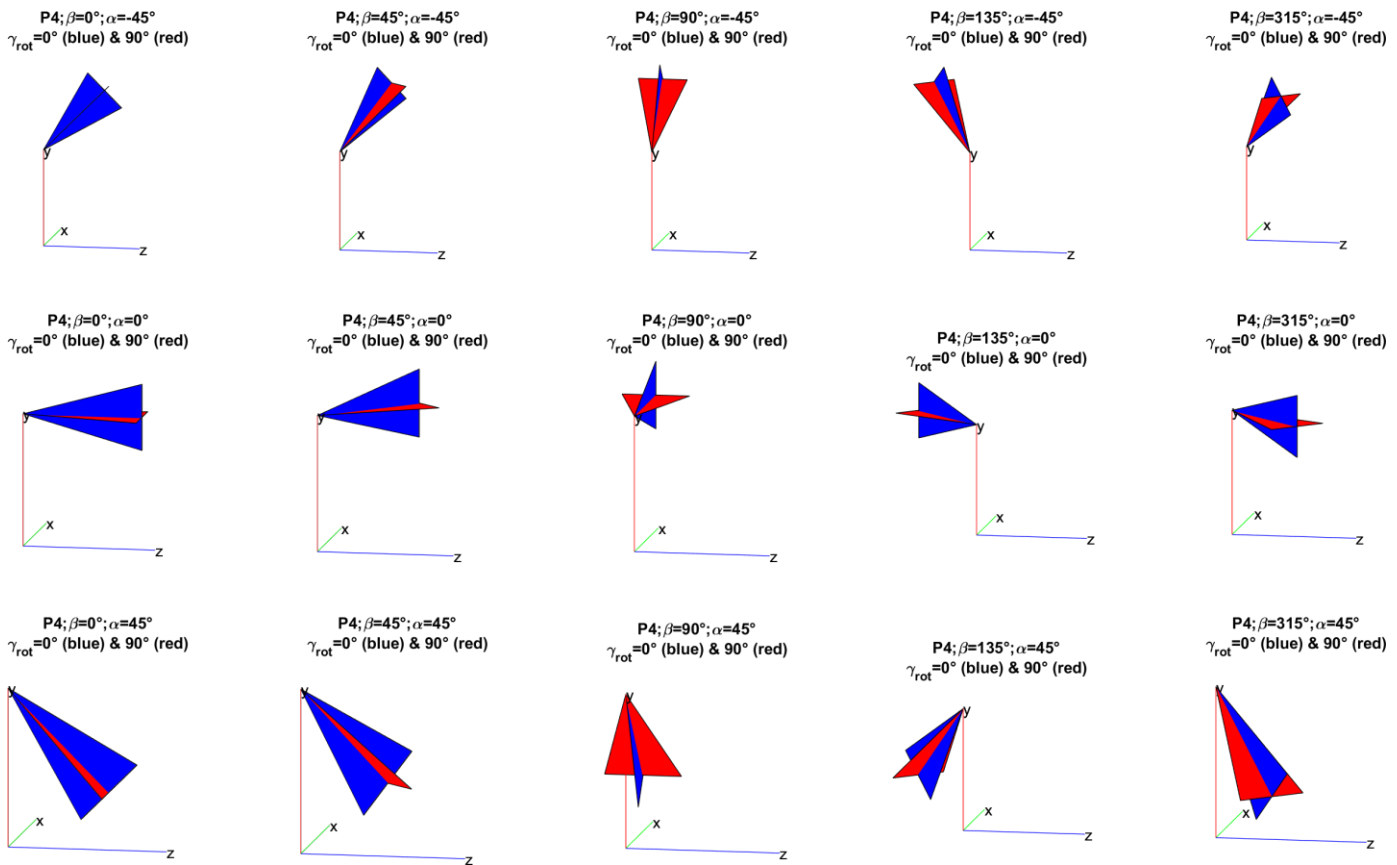 P4;β=0°;α=-45°
γrot=0° (blue) & 90° (red)
y
x
z
P4;β=45°;α=-45°
γrot=0° (blue) & 90° (red)
y
x
z
P4;β=90°;α=-45°
γrot=0° (blue) & 90° (red)
y
x
z
P4;β=135°;α=-45°
γrot=0° (blue) & 90° (red)
y
x
z
P4;β=315°;α=-45°
γrot=0° (blue) & 90° (red)
y
x
z
P4;β=0°;α=0°
γrot=0° (blue) & 90° (red)
y
x
z
P4;β=45°;α=0°
γrot=0° (blue) & 90° (red)
y
x
z
P4;β=90°;α=0°
γrot=0° (blue) & 90° (red)
y
x
z
P4;β=135°;α=0°
γrot=0° (blue) & 90° (red)
y
x
z
P4;β=315°;α=0°
γrot=0° (blue) & 90° (red)
y
x
z
P4;β=0°;α=45°
γrot=0° (blue) & 90° (red)
y
x
z
P4;β=45°;α=45°
γrot=0° (blue) & 90° (red)
y
x
z
P4;β=90°;α=45°
γrot=0° (blue) & 90° (red)
y
x
z
P4;β=135°;α=45°
γrot=0° (blue) & 90° (red)
y
x
z
P4;β=315°;α=45°
γrot=0° (blue) & 90° (red)
y
x
z